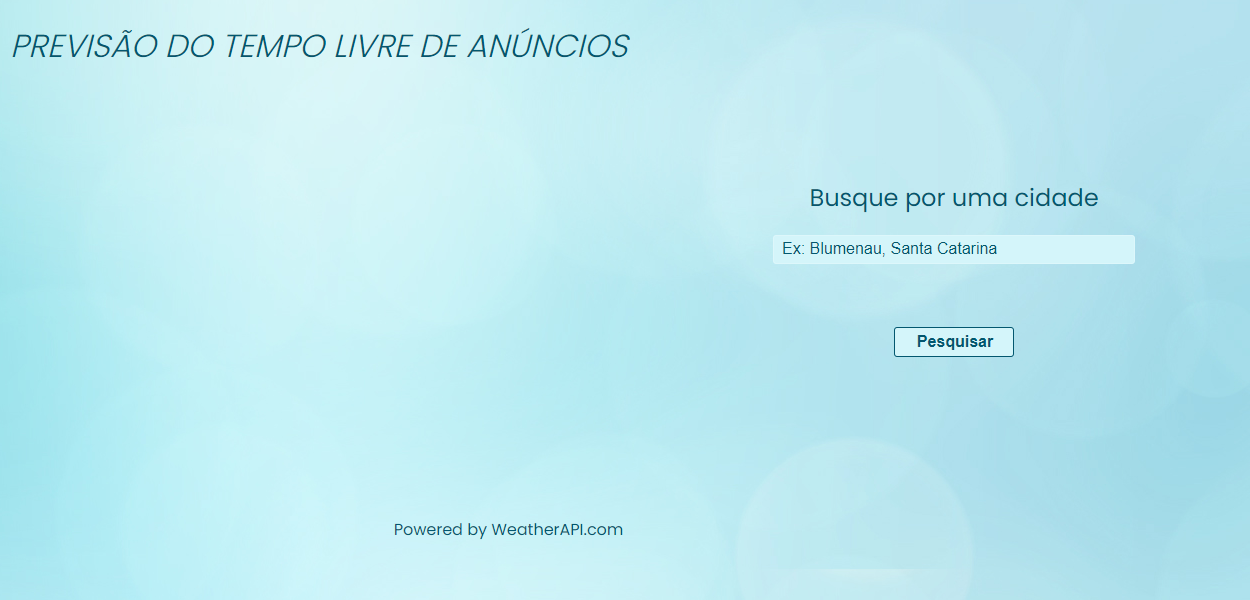 PREVISÃO DO TEMPO LIVRE DE ANÚNCIOS
Busque por uma cidade
Ex: Blumenau, Santa Catarina
Pesquisar
Powered by WeatherAPI.com